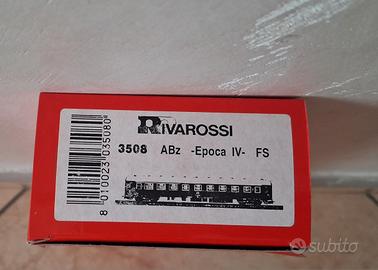 RIVAROSSI
3508 ABz -Epoca IV- FS
8 010023 035080
subito